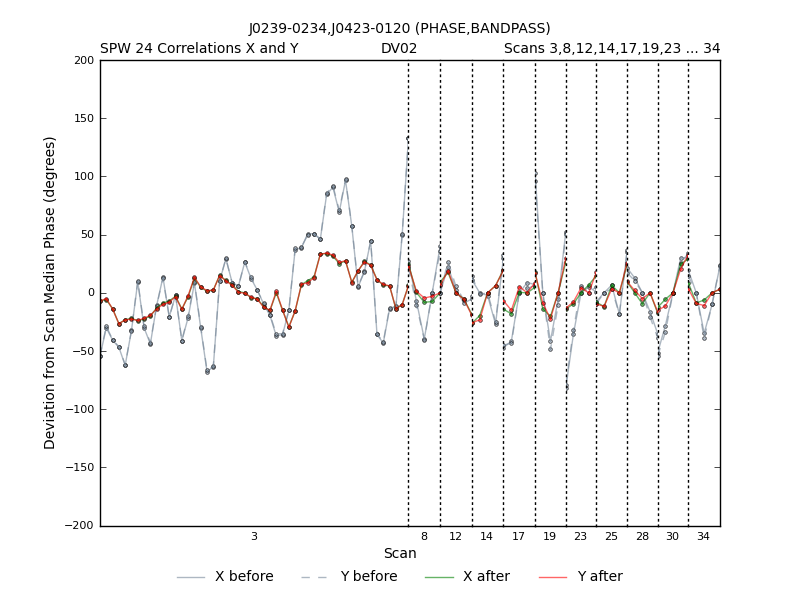 J0239-0234,J0423-0120 (PHASE,BANDPASS)
SPW 24 Correlations X and Y DV02 Scans 3,8,12,14,17,19,23 ... 34
200
150
100
50
0
−50
−100
−150
−200
Deviation from Scan Median Phase (degrees)
3 8 12 14 17 19 23 25 28 30 34
Scan
X before Y before X after Y after